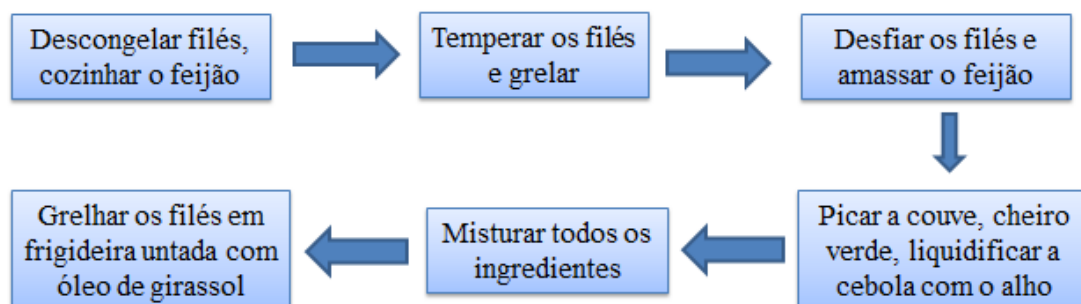 Descongelar filés,
cozinhar o feijão
Temperar os filés
e grelar
Desfiar os filés e
amassar o feijão
Picar a couve, cheiro
verde, liquidificar a
cebola com o alho
Misturar todos os
ingredientes
Grelhar os filés em
frigideira untada com
óleo de girassol